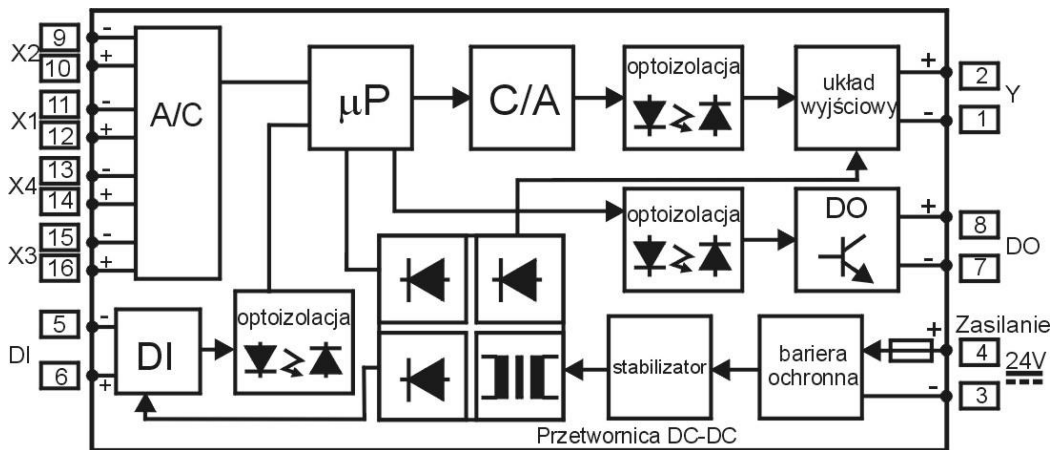 X2
9 -
10 +
X1
11 -
12 +
X4
13 -
14 +
X3
15 -
16 +
DI
5 -
6 +
A/C
µP
C/A
optoizolacja
układ
wyjściowy
+ 2
Y
- 1
optoizolacja
DO
+ 8
DO
- 7
DI
optoizolacja
stabilizator
bariera
ochronna
Zasilanie
+ 4
24V
- 3
Przetwornica DC-DC